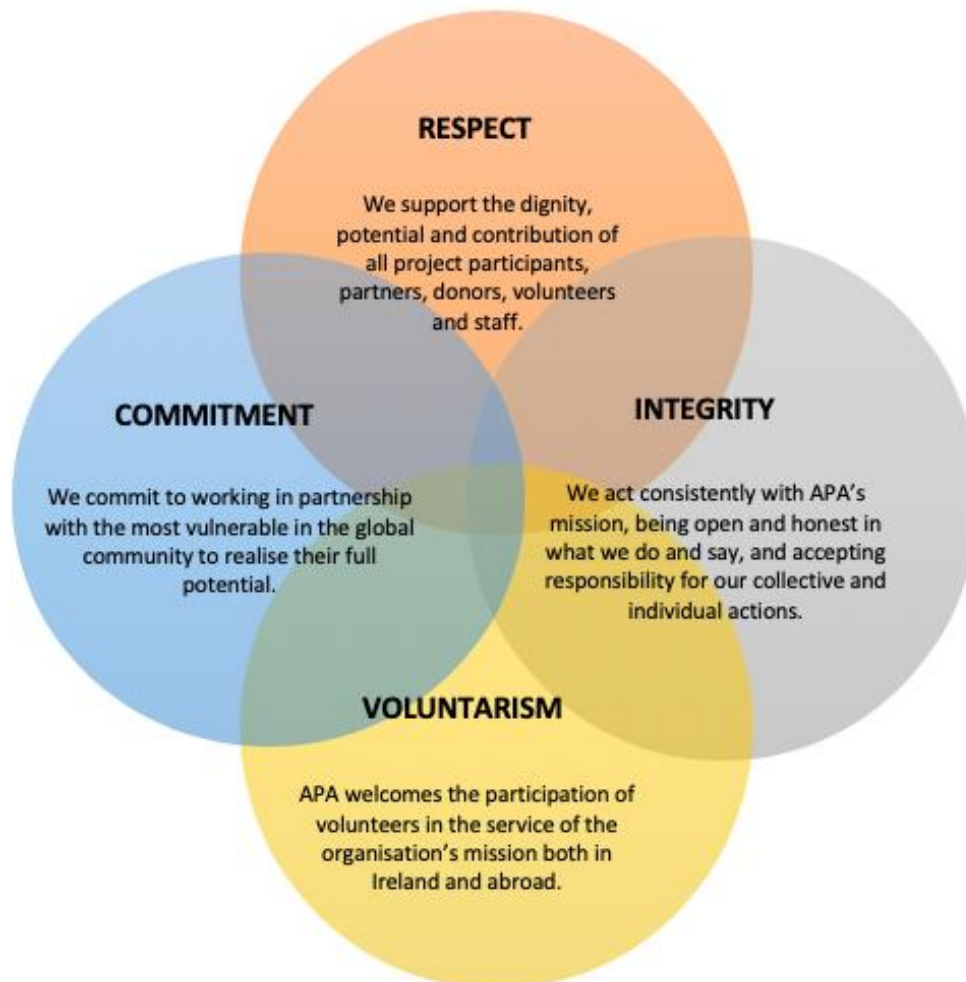 RESPECT
We support the dignity,
potential and contribution of
all project participants,
partners, donors, volunteers
and staff.
COMMITMENT
We commit to working in partnership
with the most vulnerable in the global
community to realise their full
potential.
INTEGRITY
We act consistently with APA’s
mission, being open and honest in
what we do and say, and accepting
responsibility for our collective and
individual actions.
VOLUNTARISM
APA welcomes the participation of
volunteers in the service of the
organisation’s mission both in
Ireland and abroad.